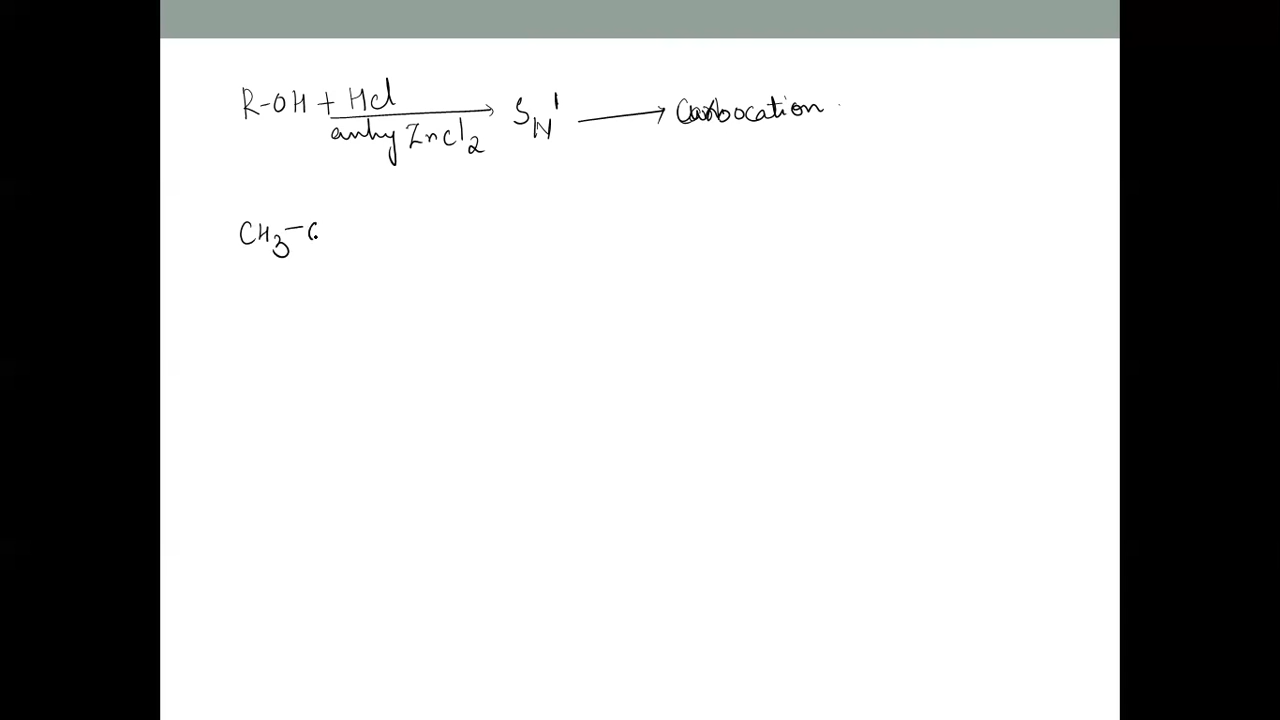 R-OH + HCl
anhy ZnCl2 SN1 → Carbocation
CH3-C